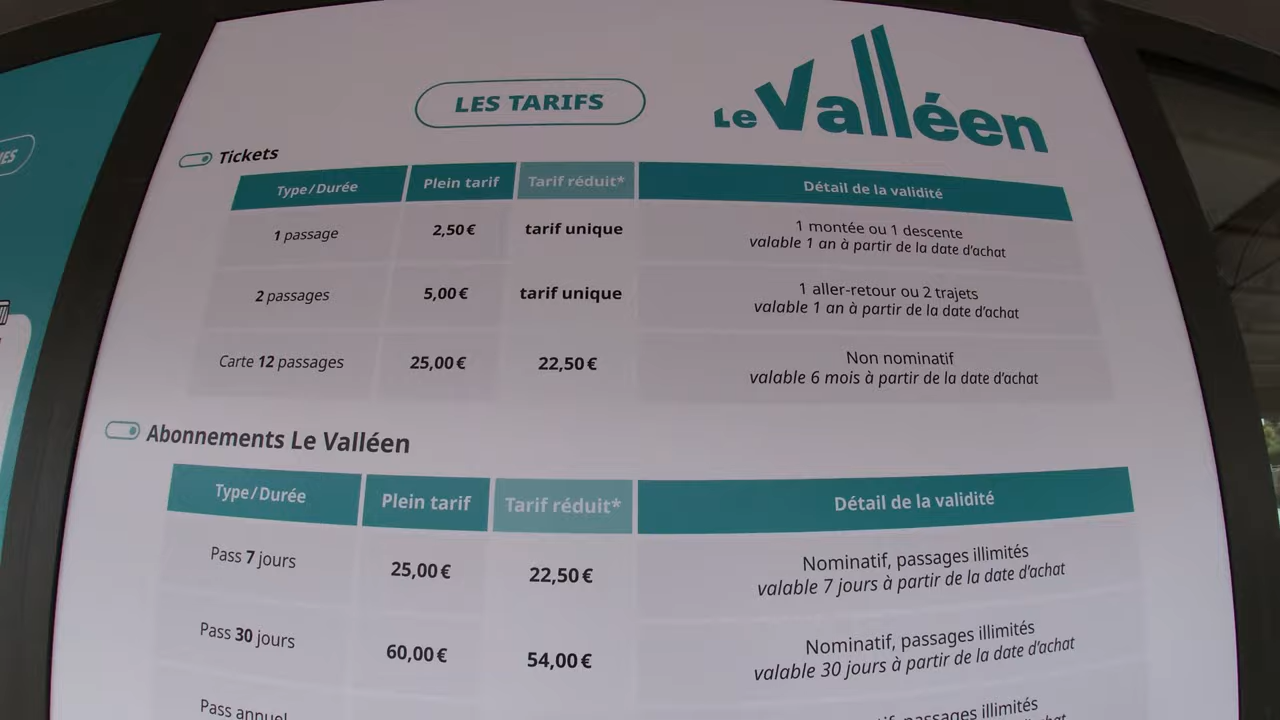 LES TARIFS
Le Valléen
Tickets
Type/Durée Plein tarif Tarif réduit* Détail de la validité
1 passage 2,50€ tarif unique 1 montée ou 1 descente
valable 1 an à partir de la date d'achat
2 passages 5,00€ tarif unique 1 aller-retour ou 2 trajets
valable 1 an à partir de la date d'achat
Carte 12 passages 25,00€ 22,50€ Non nominatif
valable 6 mois à partir de la date d'achat
Abonnements Le Valléen
Type/Durée Plein tarif Tarif réduit* Détail de la validité
Pass 7 jours 25,00€ 22,50€ Nominatif, passages illimités
valable 7 jours à partir de la date d'achat
Pass 30 jours 60,00€ 54,00€ Nominatif, passages illimités
valable 30 jours à partir de la date d'achat
Pass annuel passages illimités